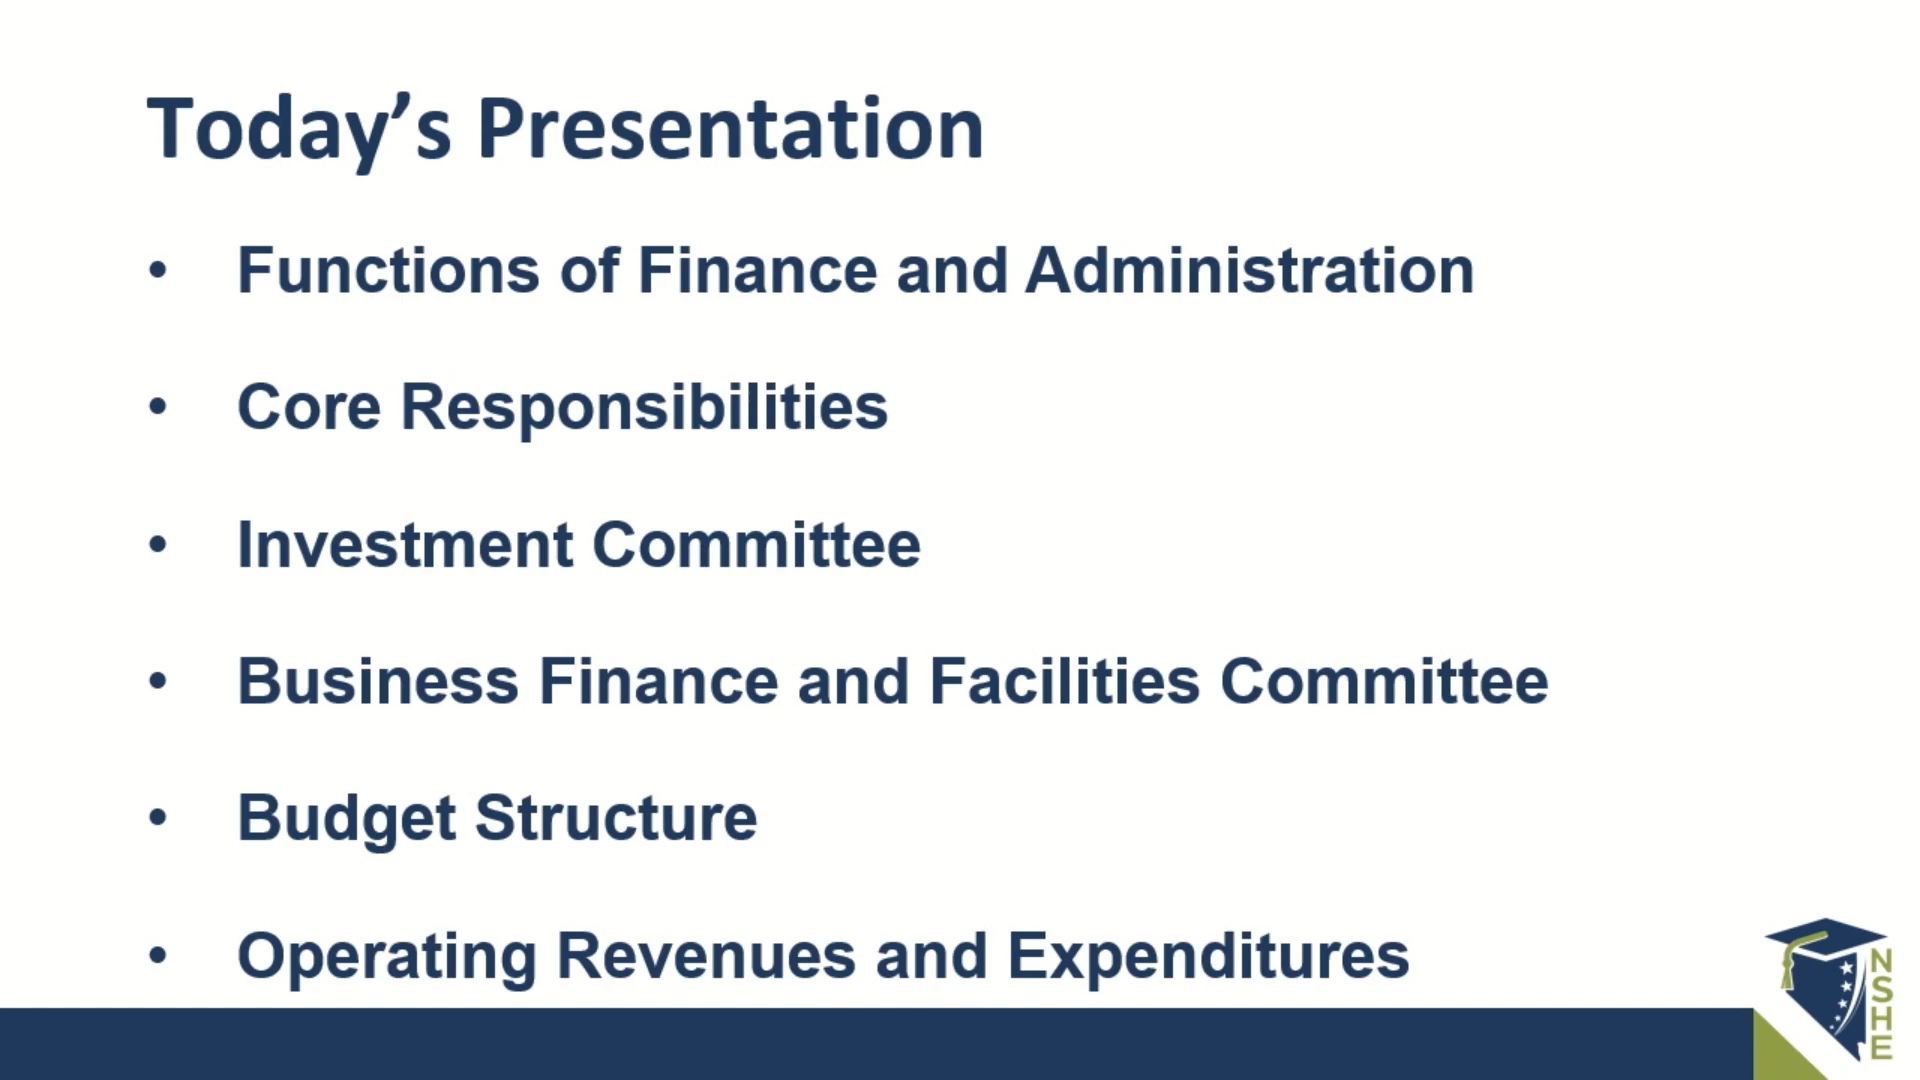 Today’s Presentation
• Functions of Finance and Administration
• Core Responsibilities
• Investment Committee
• Business Finance and Facilities Committee
• Budget Structure
• Operating Revenues and Expenditures
NSHE